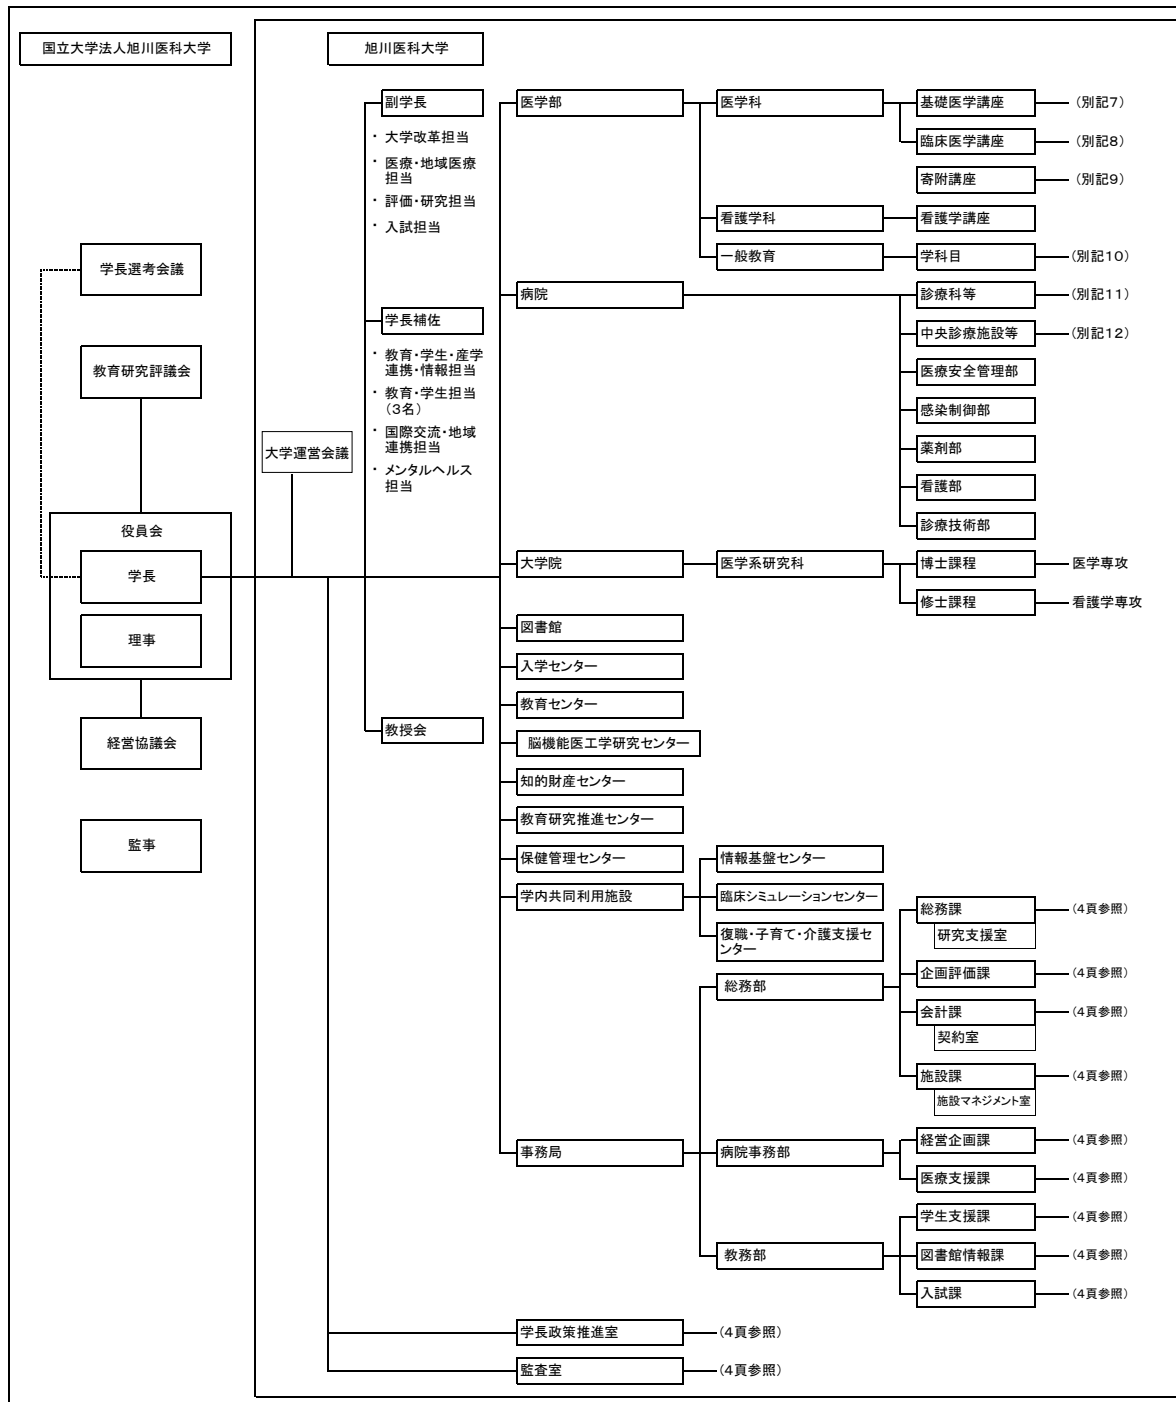 国立大学法人旭川医科大学
旭川医科大学
副学長
・ 大学改革担当
・ 医療・地域医療
担当
・ 評価・研究担当
・ 入試担当
学長選考会議
教育研究評議会
役員会
学長
理事
経営協議会
監事
大学運営会議
学長補佐
・ 教育・学生・産学
連携・情報担当
・ 教育・学生担当
(3名)
・ 国際交流・地域
連携担当
・ メンタルヘルス
担当
教授会
医学部
医学科
基礎医学講座
(別記7)
臨床医学講座
(別記8)
寄附講座
(別記9)
看護学科
看護学講座
一般教育
学科目
(別記10)
病院
診療科等
(別記11)
中央診療施設等
(別記12)
医療安全管理部
感染制御部
薬剤部
看護部
診療技術部
大学院
医学系研究科
博士課程
医学専攻
修士課程
看護学専攻
図書館
入学センター
教育センター
脳機能医工学研究センター
知的財産センター
教育研究推進センター
保健管理センター
学内共同利用施設
情報基盤センター
臨床シミュレーションセンター
復職・子育て・介護支援セ
ンター
事務局
総務部
総務課
(4頁参照)
研究支援室
企画評価課
(4頁参照)
会計課
(4頁参照)
契約室
施設課
(4頁参照)
施設マネジメント室
病院事務部
経営企画課
(4頁参照)
医療支援課
(4頁参照)
教務部
学生支援課
(4頁参照)
図書館情報課
(4頁参照)
入試課
(4頁参照)
学長政策推進室
(4頁参照)
監査室
(4頁参照)